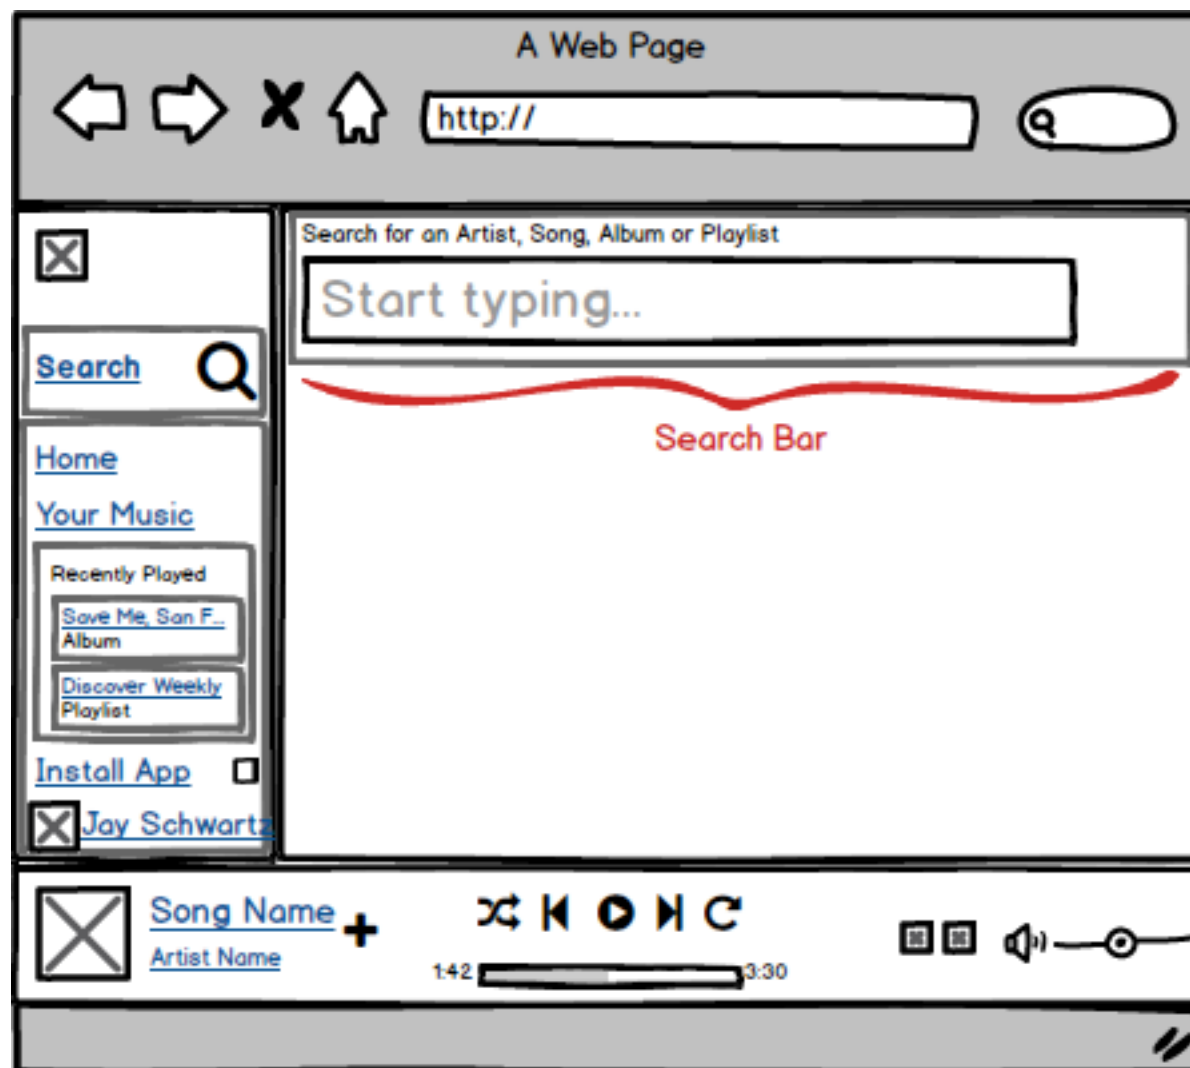 A Web Page
http://
Search for an Artist, Song, Album or Playlist
Start typing...
Search Bar
Search
Home
Your Music
Recently Played
Save Me, San F...
Album
Discover Weekly
Playlist
Install App
Jay Schwartz
Song Name
Artist Name
1:42
3:30